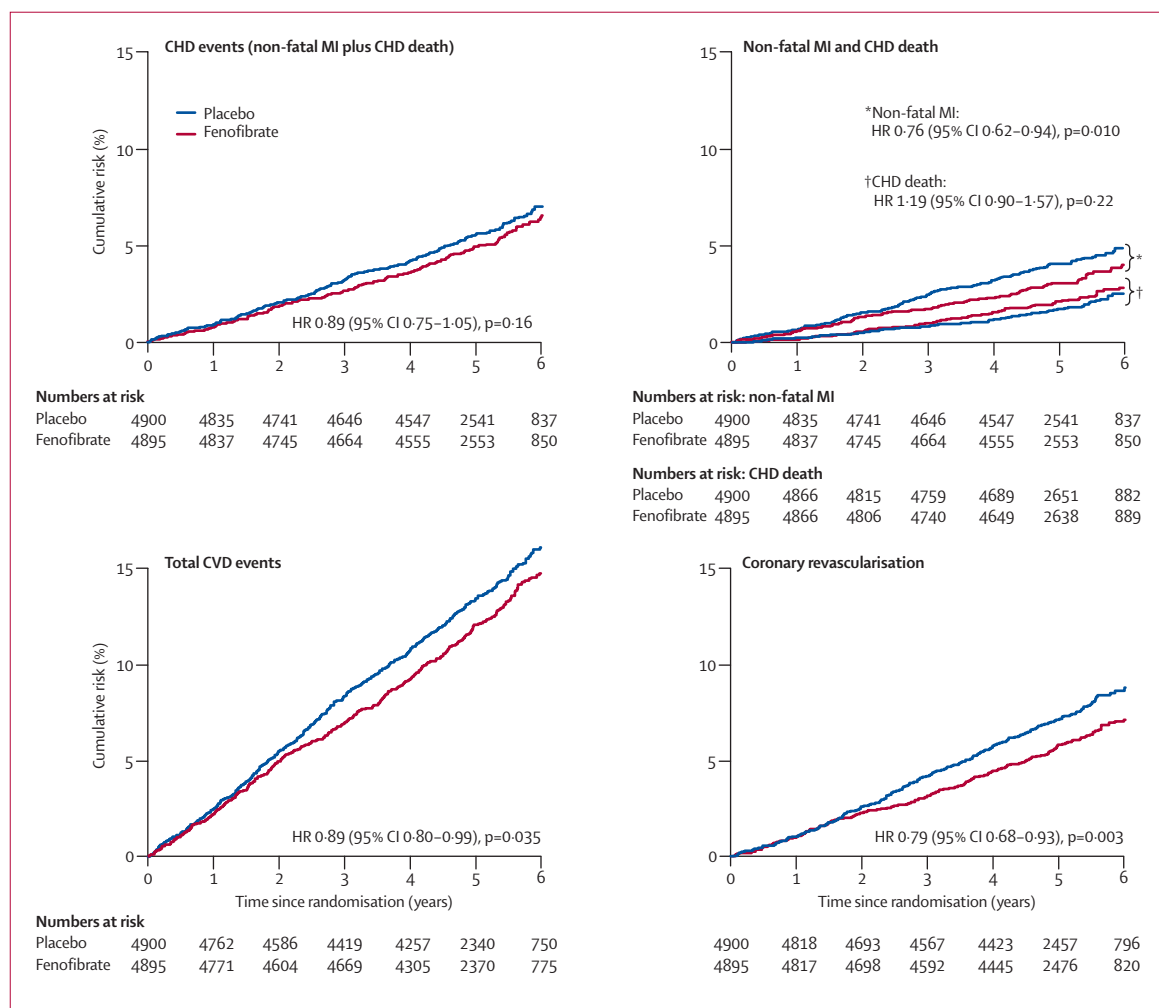 CHD events (non-fatal MI plus CHD death)
15
10
5
0
Cumulative risk (%)
Placebo
Fenofibrate
HR 0·89 (95% CI 0·75–1·05), p=0·16
0 1 2 3 4 5 6
Numbers at risk
Placebo 4900 4835 4741 4646 4547 2541 837
Fenofibrate 4895 4837 4745 4664 4555 2553 850
Non-fatal MI and CHD death
15
10
5
0
*Non-fatal MI:
HR 0·76 (95% CI 0·62–0·94), p=0·010
†CHD death:
HR 1·19 (95% CI 0·90–1·57), p=0·22
*
†
0 1 2 3 4 5 6
Numbers at risk: non-fatal MI
Placebo 4900 4835 4741 4646 4547 2541 837
Fenofibrate 4895 4837 4745 4664 4555 2553 850
Numbers at risk: CHD death
Placebo 4900 4866 4815 4759 4689 2651 882
Fenofibrate 4895 4866 4806 4740 4649 2638 889
Total CVD events
15
10
5
0
Cumulative risk (%)
HR 0·89 (95% CI 0·80–0·99), p=0·035
0 1 2 3 4 5 6
Time since randomisation (years)
Numbers at risk
Placebo 4900 4762 4586 4419 4257 2340 750
Fenofibrate 4895 4771 4604 4669 4305 2370 775
Coronary revascularisation
15
10
5
0
HR 0·79 (95% CI 0·68–0·93), p=0·003
0 1 2 3 4 5 6
Time since randomisation (years)
4900 4818 4693 4567 4423 2457 796
4895 4817 4698 4592 4445 2476 820